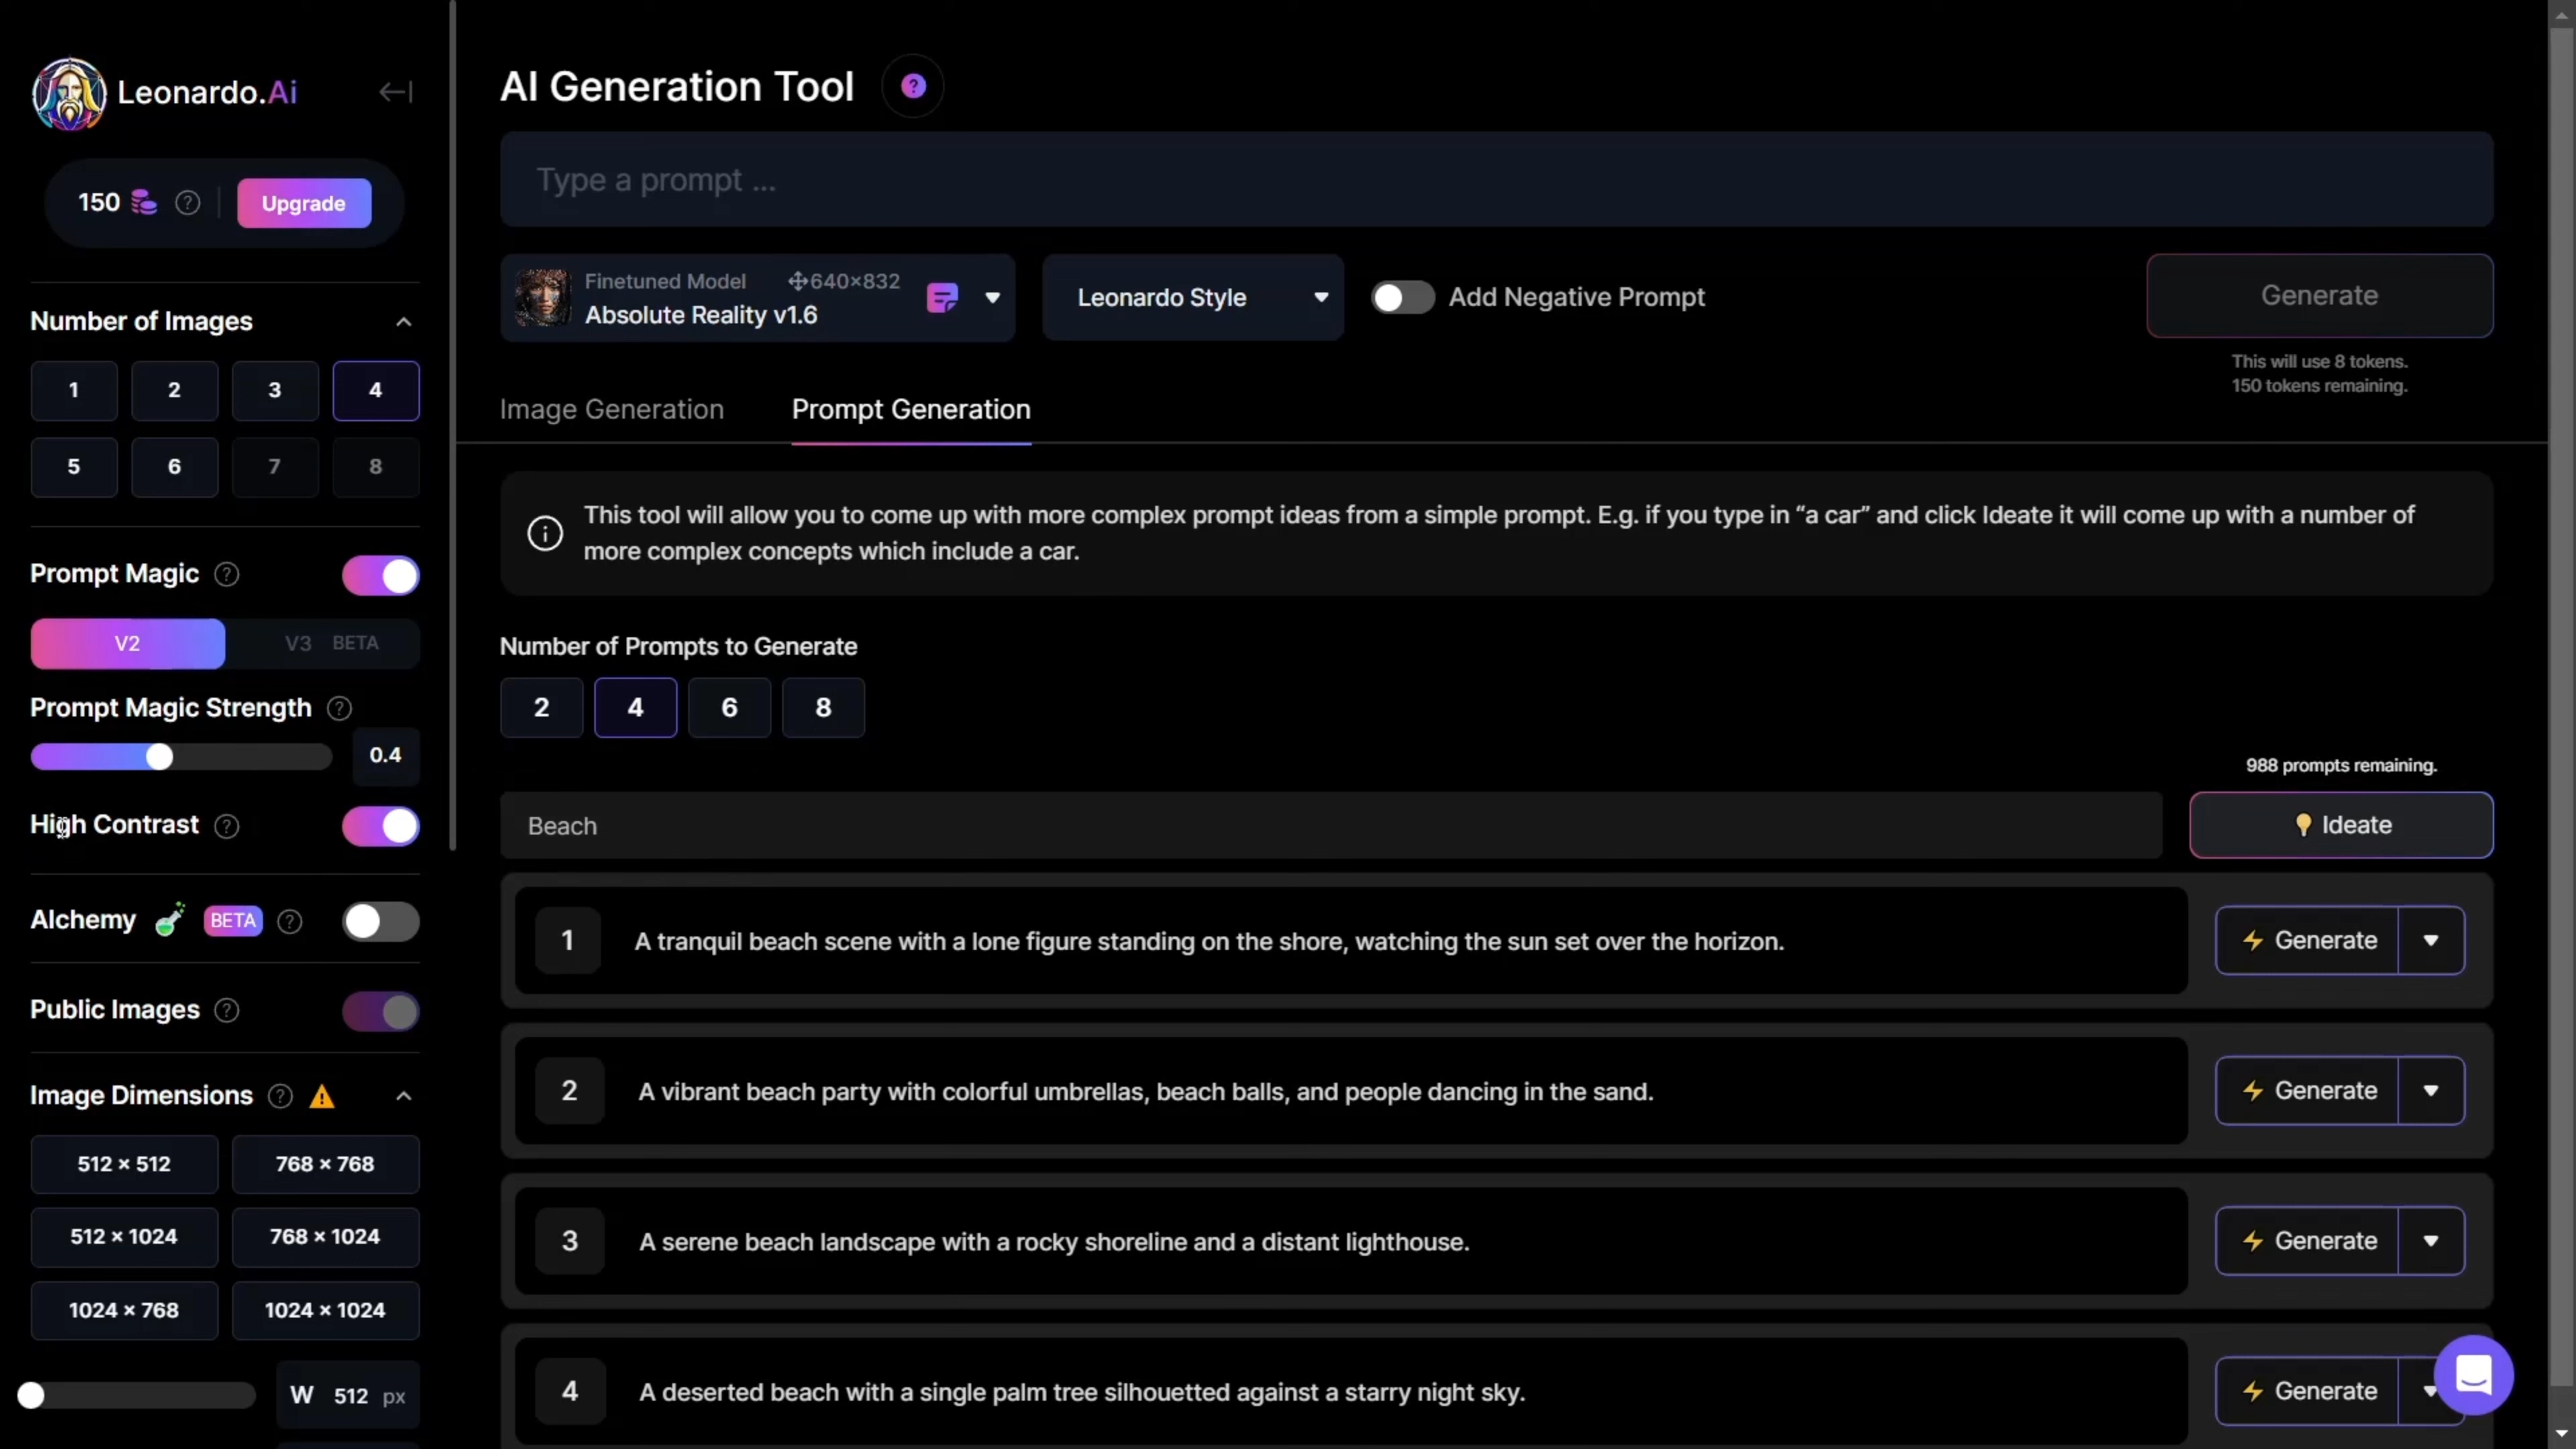 Leonardo.Ai
150 ? Upgrade
Number of Images
1 2 3 4
5 6 7 8
Prompt Magic ?
V2 V3 BETA
Prompt Magic Strength ?
0.4
High Contrast ?
Alchemy BETA ?
Public Images ?
Image Dimensions ?
512 × 512 768 × 768
512 × 1024 768 × 1024
1024 × 768 1024 × 1024
W 512 px
AI Generation Tool ?
Type a prompt ...
Finetuned Model 640×832
Absolute Reality v1.6
Leonardo Style
Add Negative Prompt
Generate
This will use 8 tokens.
150 tokens remaining.
Image Generation Prompt Generation
This tool will allow you to come up with more complex prompt ideas from a simple prompt. E.g. if you type in “a car” and click Ideate it will come up with a number of
more complex concepts which include a car.
Number of Prompts to Generate
2 4 6 8
988 prompts remaining.
Beach Ideate
1 A tranquil beach scene with a lone figure standing on the shore, watching the sun set over the horizon. Generate
2 A vibrant beach party with colorful umbrellas, beach balls, and people dancing in the sand. Generate
3 A serene beach landscape with a rocky shoreline and a distant lighthouse. Generate
4 A deserted beach with a single palm tree silhouetted against a starry night sky. Generate